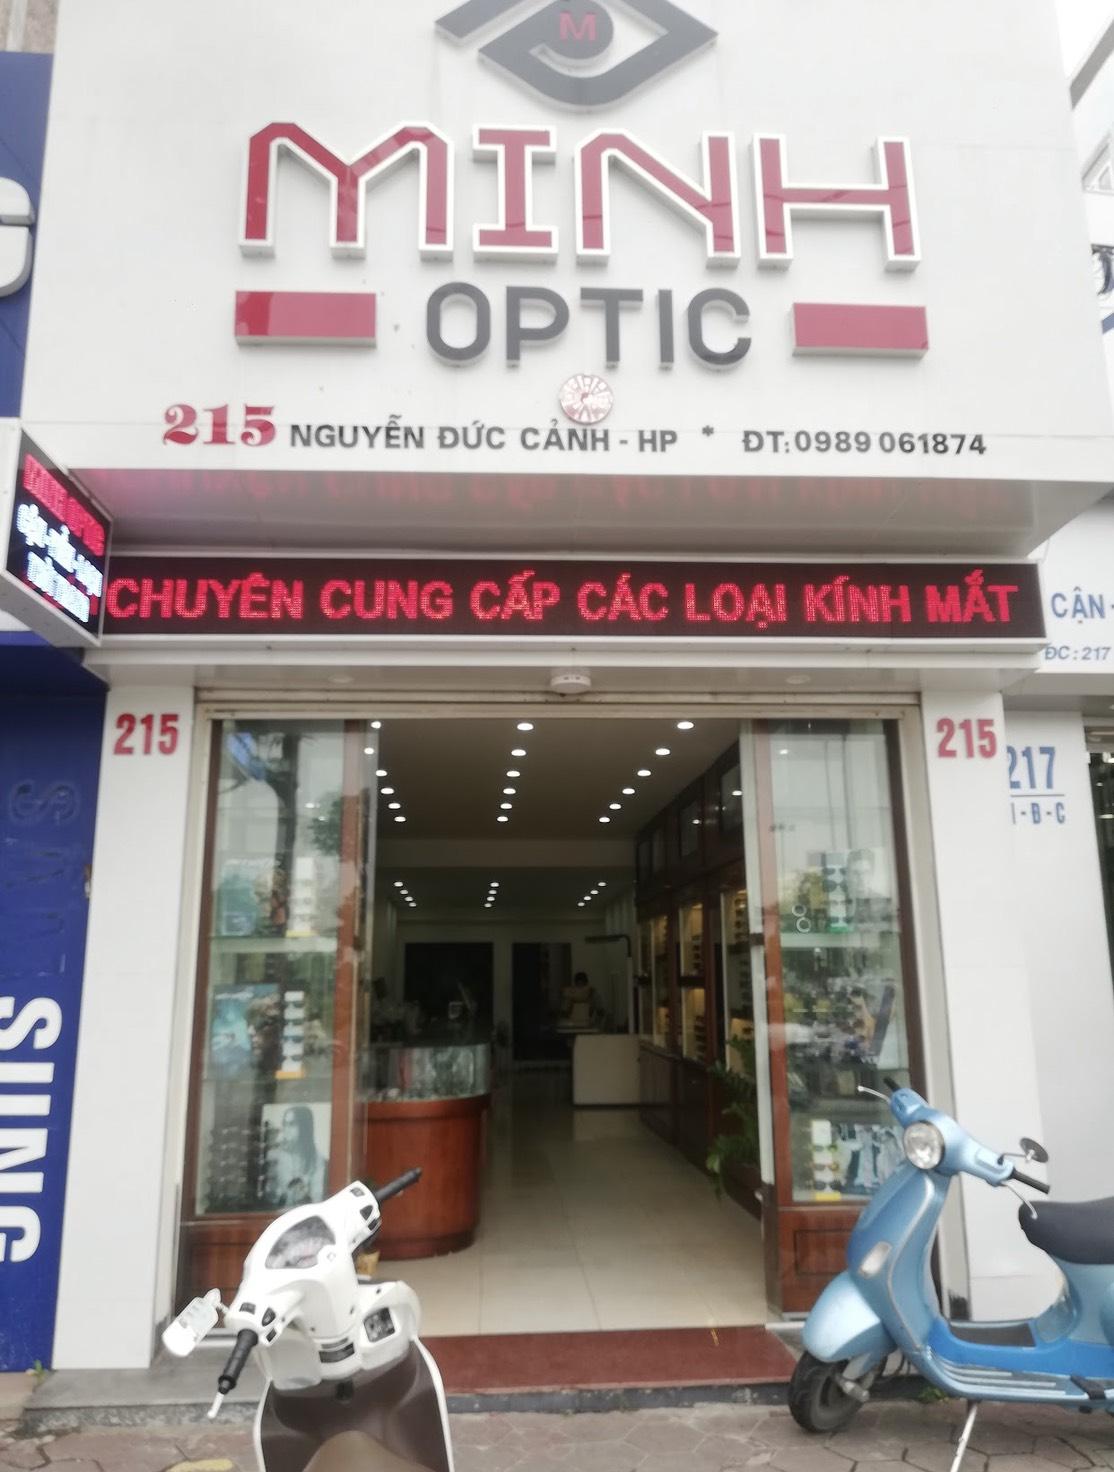 M
MINH
OPTIC
215 NGUYỄN ĐỨC CẢNH - HP * ĐT: 0989 061874
CHUYÊN CUNG CẤP CÁC LOẠI KÍNH MẮT
CẬN -
ĐC: 217
215
215
217
SUNG